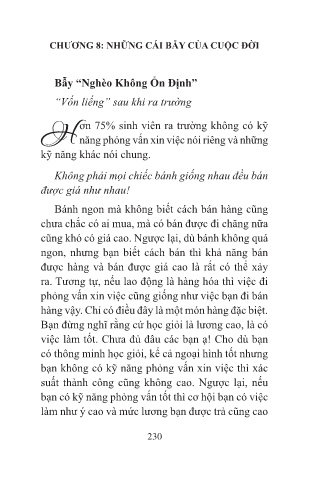 CHƯƠNG 8: NHỮNG CÁI BẪY CỦA CUỘC ĐỜI
Bẫy “Nghèo Không Ổn Định”
“Vốn liếng” sau khi ra trường
Hơn 75% sinh viên ra trường không có kỹ
năng phỏng vấn xin việc nói riêng và những
kỹ năng khác nói chung.
Không phải mọi chiếc bánh giống nhau đều bán
được giá như nhau!
Bánh ngon mà không biết cách bán hàng cũng
chưa chắc có ai mua, mà có bán được đi chăng nữa
cũng khó có giá cao. Ngược lại, dù bánh không quá
ngon, nhưng bạn biết cách bán thì khả năng bán
được hàng và bán được giá cao là rất có thể xảy
ra. Tương tự, nếu lao động là hàng hóa thì việc đi
phỏng vấn xin việc cũng giống như việc bạn đi bán
hàng vậy. Chỉ có điều đây là một món hàng đặc biệt.
Bạn đừng nghĩ rằng cứ học giỏi là lương cao, là có
việc làm tốt. Chưa đủ đâu các bạn ạ! Cho dù bạn
có thông minh học giỏi, kể cả ngoại hình tốt nhưng
bạn không có kỹ năng phỏng vấn xin việc thì xác
suất thành công cũng không cao. Ngược lại, nếu
bạn có kỹ năng phỏng vấn tốt thì cơ hội bạn có việc
làm như ý cao và mức lương bạn được trả cũng cao
230